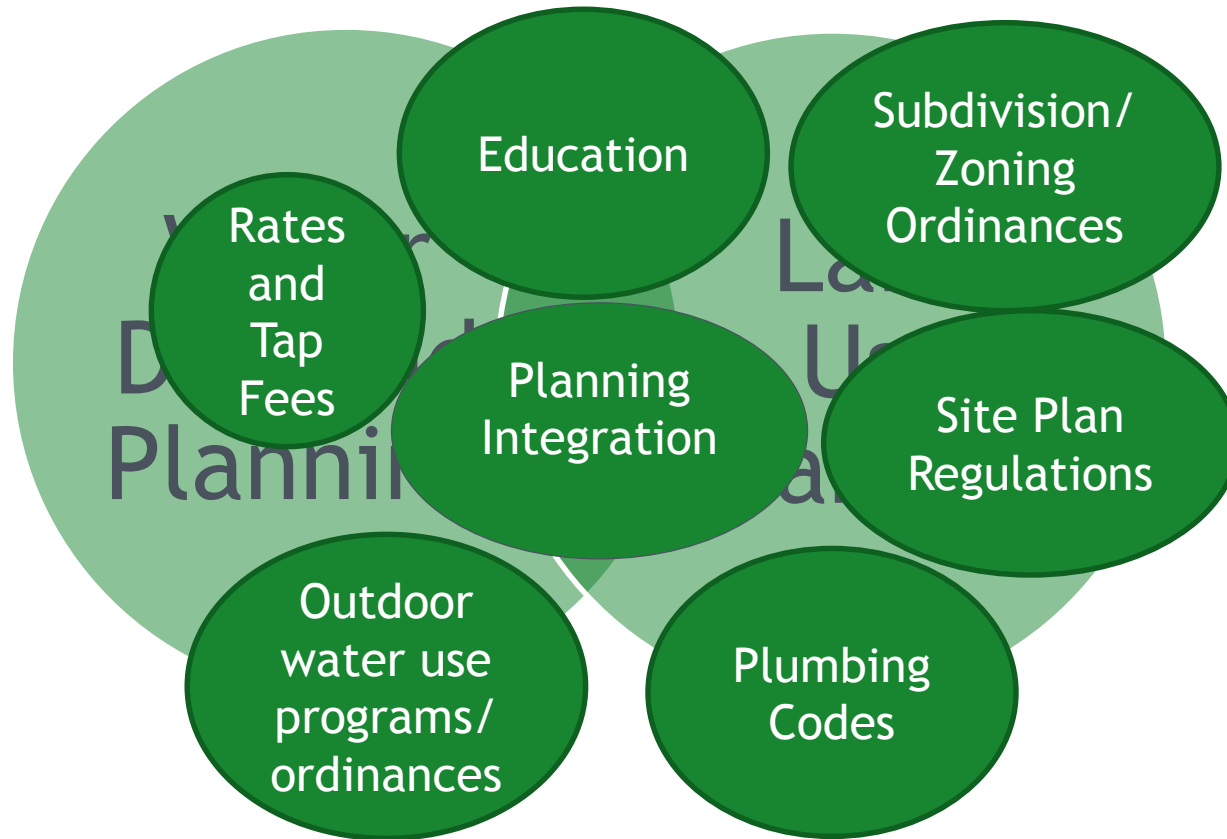 Education
Subdivision/
Zoning
Ordinances
Rates
and
Tap
Fees
Planning
Integration
Site Plan
Regulations
Outdoor
water use
programs/
ordinances
Plumbing
Codes